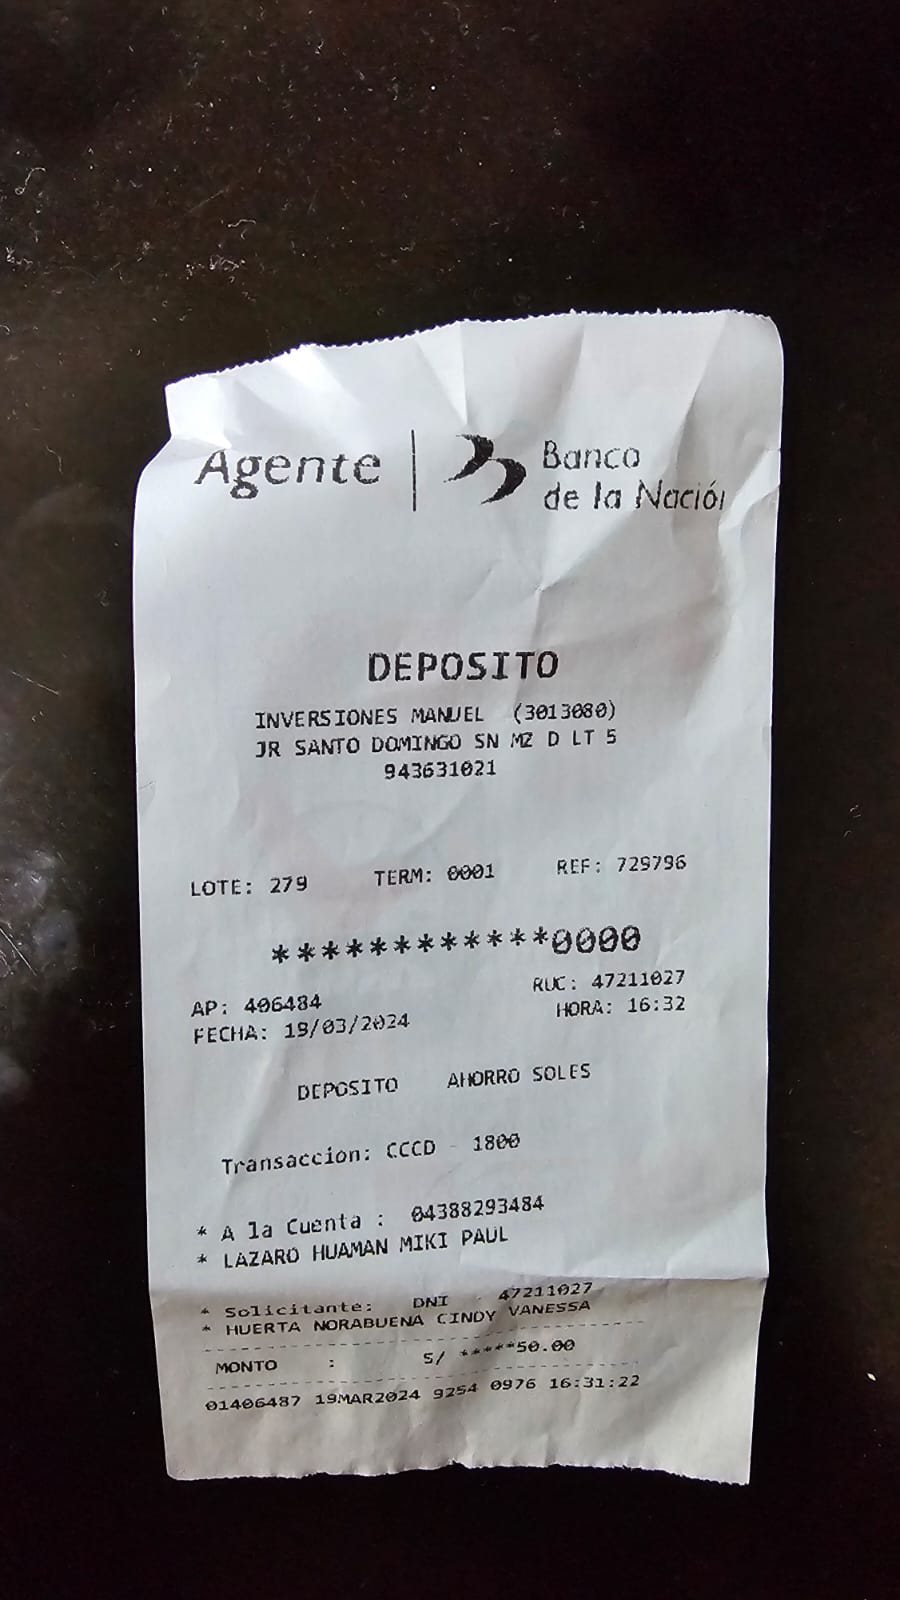 Agente | Banco
de la Nación
DEPOSITO
INVERSIONES MANUEL (3013080)
JR SANTO DOMINGO SN MZ D LT 5
943631021
LOTE: 279 TERM: 0001 REF: 729796
************0000
RUC: 47211027
AP: 406484 HORA: 16:32
FECHA: 19/03/2024
DEPOSITO AHORRO SOLES
Transaccion: CCCD - 1800
* A la Cuenta : 04388293484
* LAZARO HUAMAN MIKI PAUL
* Solicitante: DNI - 47211027
* HUERTA NORABUENA CINDY VANESSA
MONTO : S/ *****50.00
01406487 19MAR2024 9254 0976 16:31:22